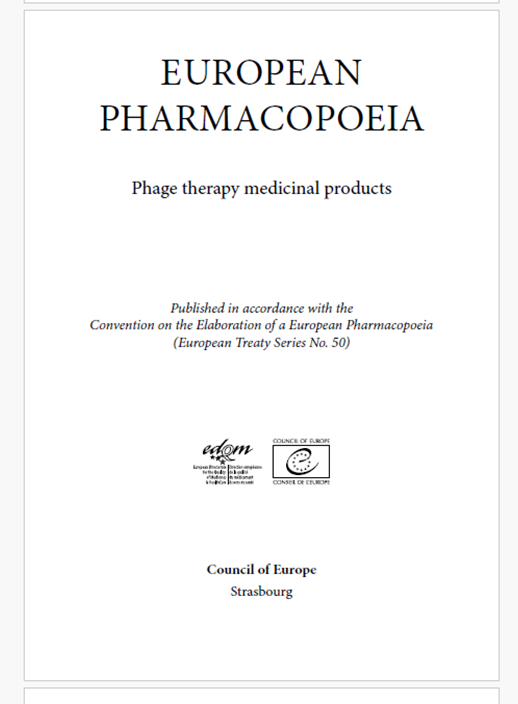 EUROPEAN
PHARMACOPOEIA
Phage therapy medicinal products
Published in accordance with the
Convention on the Elaboration of a European Pharmacopoeia
(European Treaty Series No. 50)
edqm
COUNCIL OF EUROPE
CONSEIL DE L'EUROPE
Council of Europe
Strasbourg